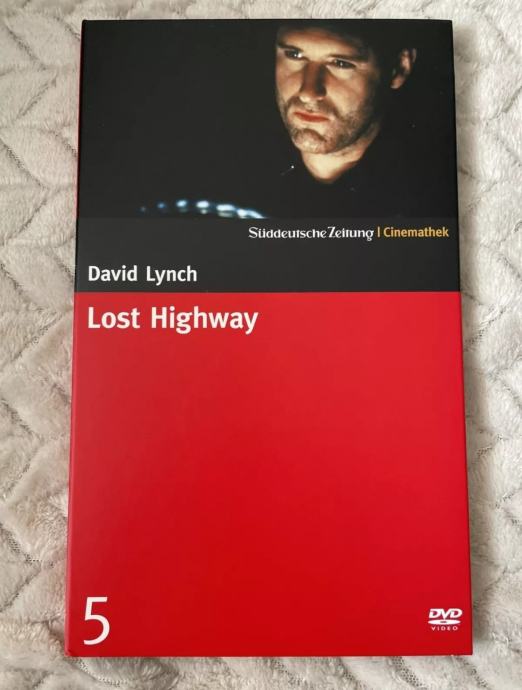 Süddeutsche Zeitung | Cinemathek
David Lynch
Lost Highway
5
DVD
VIDEO